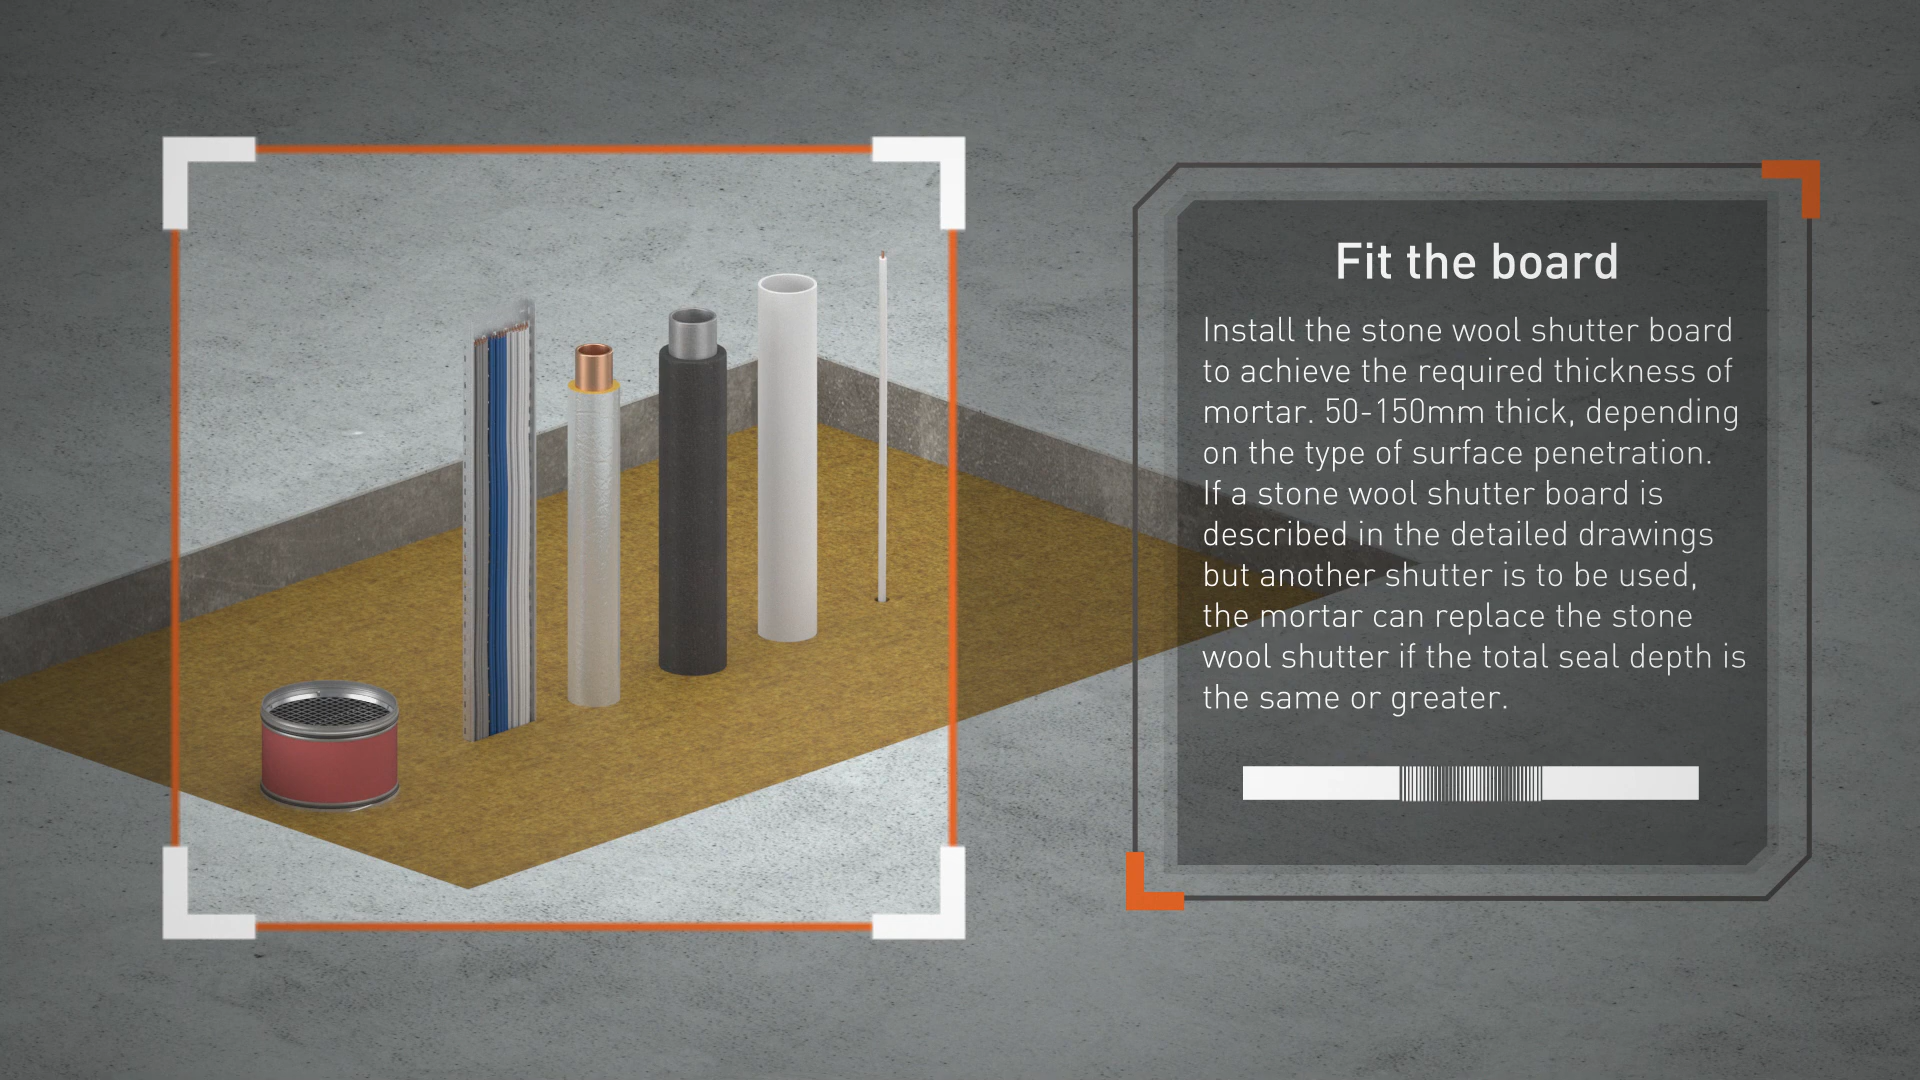 Fit the board
Install the stone wool shutter board
to achieve the required thickness of
mortar. 50-150mm thick, depending
on the type of surface penetration.
If a stone wool shutter board is
described in the detailed drawings
but another shutter is to be used,
the mortar can replace the stone
wool shutter if the total seal depth is
the same or greater.